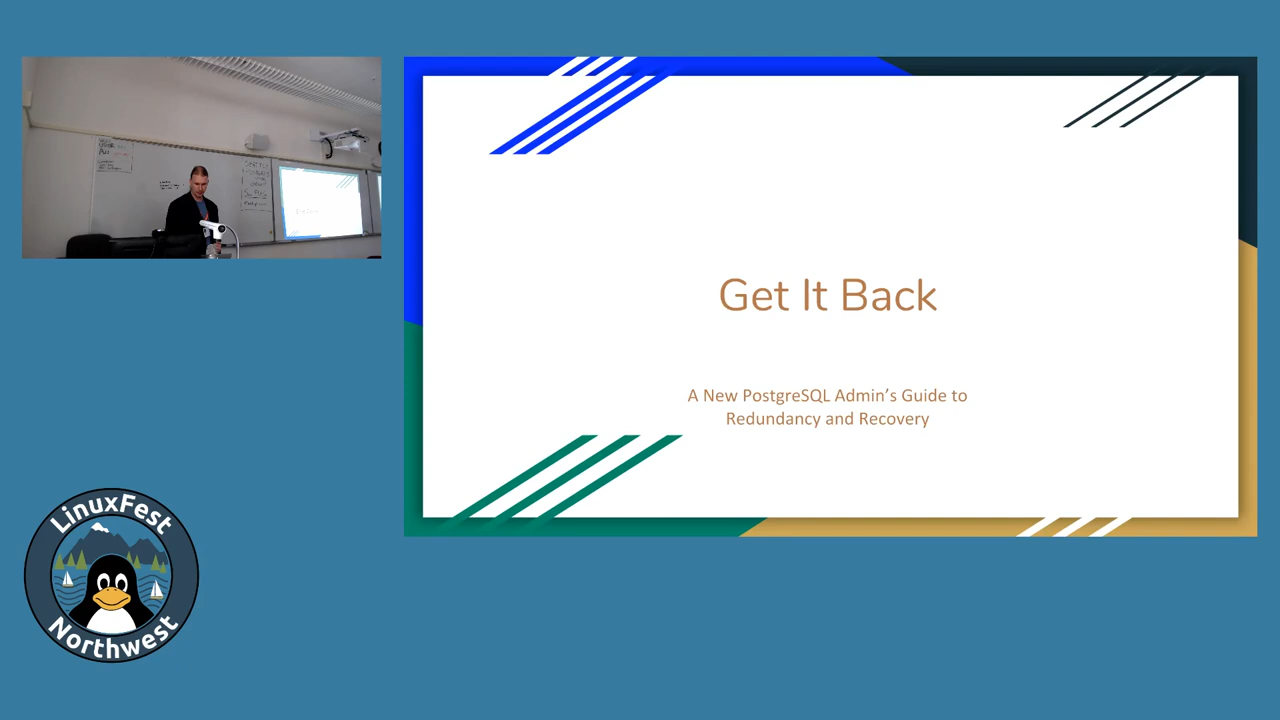 Get It Back
A New PostgreSQL Admin's Guide to
Redundancy and Recovery
LinuxFest
Northwest